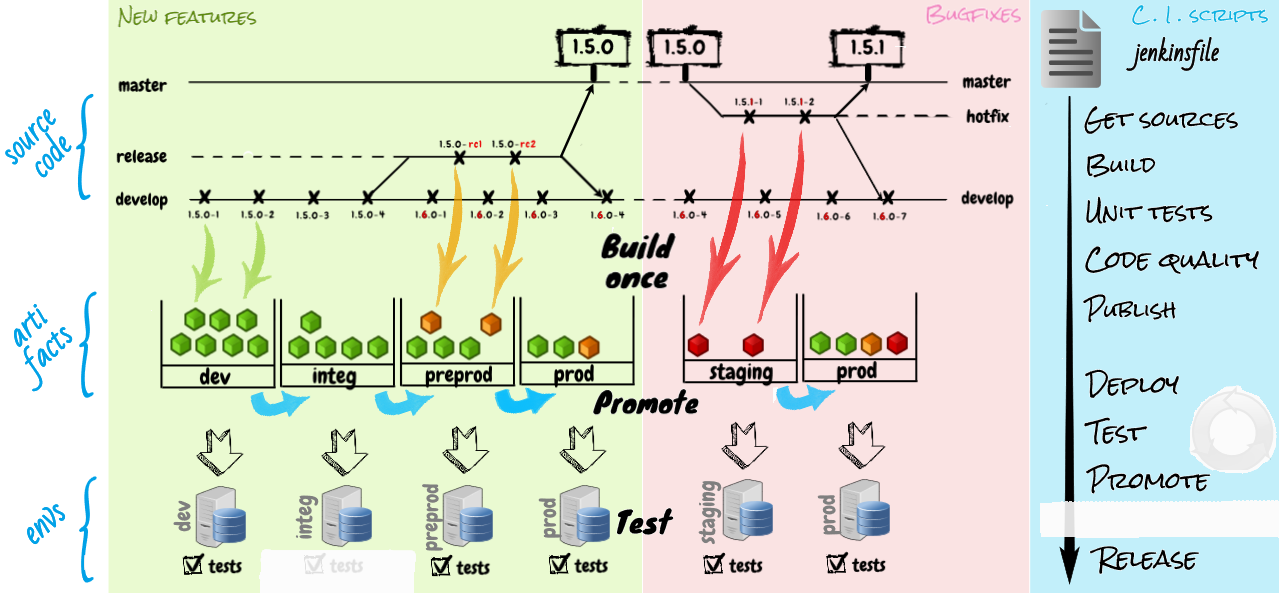 New features
Bugfixes
C. I. scripts
jenkinsfile
1.5.0
1.5.0
1.5.1
master
master
1.5.1-1
1.5.1-2
hotfix
source code
1.5.0-rc1
1.5.0-rc2
release
develop
develop
1.5.0-1
1.5.0-2
1.5.0-3
1.5.0-4
1.6.0-1
1.6.0-2
1.6.0-3
1.6.0-4
1.6.0-4
1.6.0-5
1.6.0-6
1.6.0-7
Build
once
arti
facts
dev
integ
preprod
prod
staging
prod
Promote
envs
dev
integ
preprod
prod
Test
staging
prod
tests
tests
tests
tests
tests
tests
Get sources
Build
Unit tests
Code quality
Publish
Deploy
Test
Promote
Release